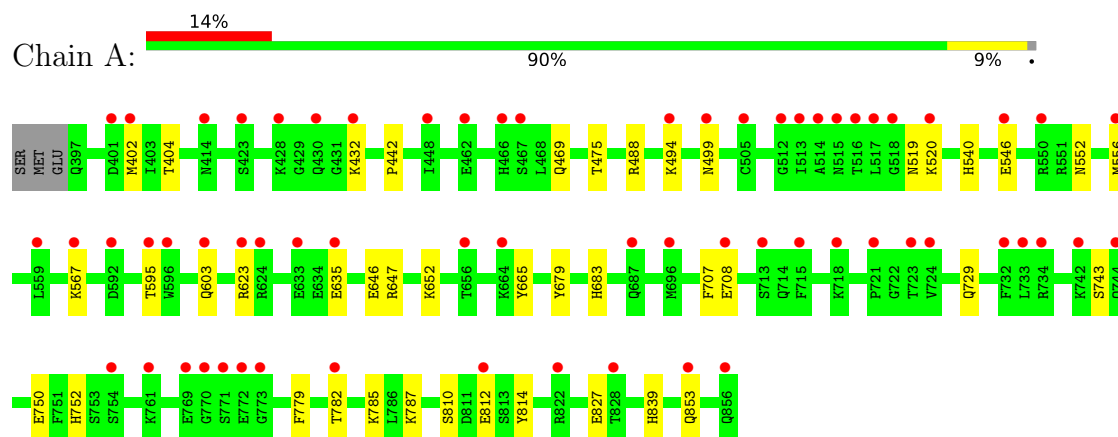 14%
Chain A:
90% 9% •
SER MET GLU Q397 D401 M402 I403 T404 N414 S423 K428 G429 Q430 G431 K432 P442 I448 E462 H466 S467 L468 Q469 T475 R488 K494 N499 C505 G512 I513 A514 N515 T516 L517 G518 N519 K520 H540 E546 R550 R551 N552 M556
L559 K567 D592 T595 W596 Q603 R623 R624 E633 E634 E635 E646 R647 K652 T656 K664 Y665 Y679 H683 Q687 M696 F707 E708 S713 Q714 F715 K718 P721 G722 T723 V724 Q729 F732 L733 R734 K742 S743
E750 F751 H752 S753 S754 K761 E769 G770 S771 E772 G773 F779 T782 K785 L786 K787 S810 D811 E812 S813 Y814 R822 E827 T828 H839 Q853 Q856